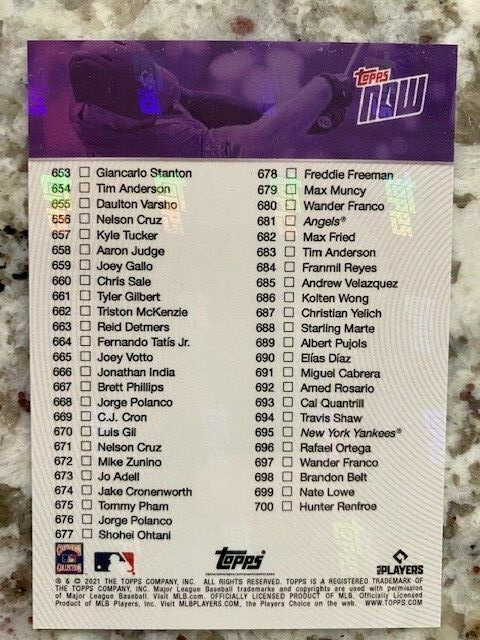 TOPPS NOW
653 Giancarlo Stanton
654 Tim Anderson
655 Daulton Varsho
656 Nelson Cruz
657 Kyle Tucker
658 Aaron Judge
659 Joey Gallo
660 Chris Sale
661 Tyler Gilbert
662 Triston McKenzie
663 Reid Detmers
664 Fernando Tatís Jr.
665 Joey Votto
666 Jonathan India
667 Brett Phillips
668 Jorge Polanco
669 C.J. Cron
670 Luis Gil
671 Nelson Cruz
672 Mike Zunino
673 Jo Adell
674 Jake Cronenworth
675 Tommy Pham
676 Jorge Polanco
677 Shohei Ohtani
678 Freddie Freeman
679 Max Muncy
680 Wander Franco
681 Angels®
682 Max Fried
683 Tim Anderson
684 Franmil Reyes
685 Andrew Velazquez
686 Kolten Wong
687 Christian Yelich
688 Starling Marte
689 Albert Pujols
690 Elías Díaz
691 Miguel Cabrera
692 Amed Rosario
693 Cal Quantrill
694 Travis Shaw
695 New York Yankees®
696 Rafael Ortega
697 Wander Franco
698 Brandon Belt
699 Nate Lowe
700 Hunter Renfroe
topps
PLAYERS
® & © 2021 THE TOPPS COMPANY, INC. ALL RIGHTS RESERVED. TOPPS IS A REGISTERED TRADEMARK OF
THE TOPPS COMPANY, INC. Major League Baseball trademarks and copyrights are used with permission
of Major League Baseball. Visit MLB.com. OFFICIALLY LICENSED PRODUCT OF MLB. Officially Licensed
Product of MLB Players, Inc. Visit MLBPLAYERS.COM, the Players Choice on the web. WWW.TOPPS.COM